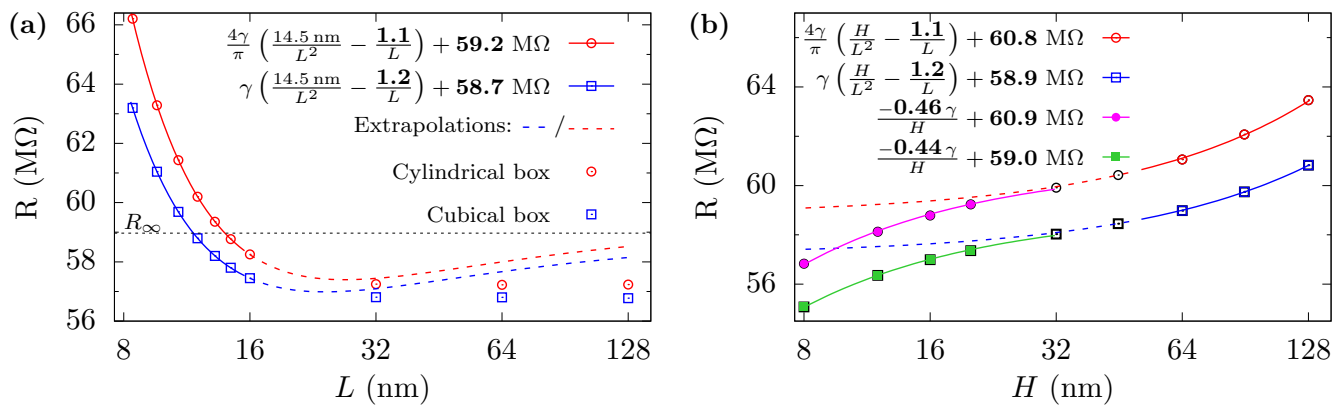 (a)
R (MΩ)
66
64
62
60
58
56
4γ/π (14.5 nm/L² − 1.1/L) + 59.2 MΩ
γ (14.5 nm/L² − 1.2/L) + 58.7 MΩ
Extrapolations: - - / - - -
Cylindrical box
Cubical box
R∞
8 16 32 64 128
L (nm)
(b)
R (MΩ)
64
60
56
4γ/π (H/L² − 1.1/L) + 60.8 MΩ
γ (H/L² − 1.2/L) + 58.9 MΩ
−0.46 γ/H + 60.9 MΩ
−0.44 γ/H + 59.0 MΩ
8 16 32 64 128
H (nm)